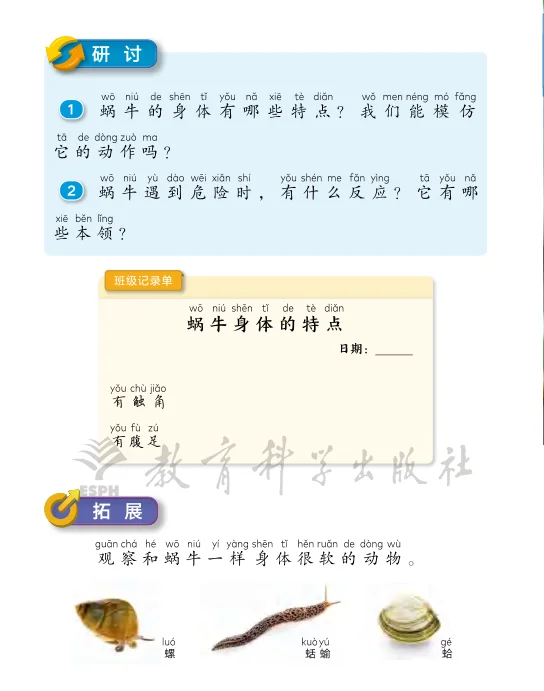 研讨
wō niú de shēn tǐ yǒu nǎ xiē tè diǎn wǒ men néng mó fǎng
1 蜗牛的身体有哪些特点？我们能模仿
tā de dòng zuò ma
它的动作吗？
wō niú yù dào wēi xiǎn shí yǒu shén me fǎn yìng tā yǒu nǎ
2 蜗牛遇到危险时，有什么反应？它有哪
xiē běn lǐng
些本领？
班级记录单
wō niú shēn tǐ de tè diǎn
蜗牛身体的特点
日期：
yǒu chù jiǎo
有触角
yǒu fù zú
有腹足
ESPH 教育科学出版社
拓展
guān chá hé wō niú yí yàng shēn tǐ hěn ruǎn de dòng wù
观察和蜗牛一样身体很软的动物。
luó kuò yú gé
螺 蛞蝓 蛤